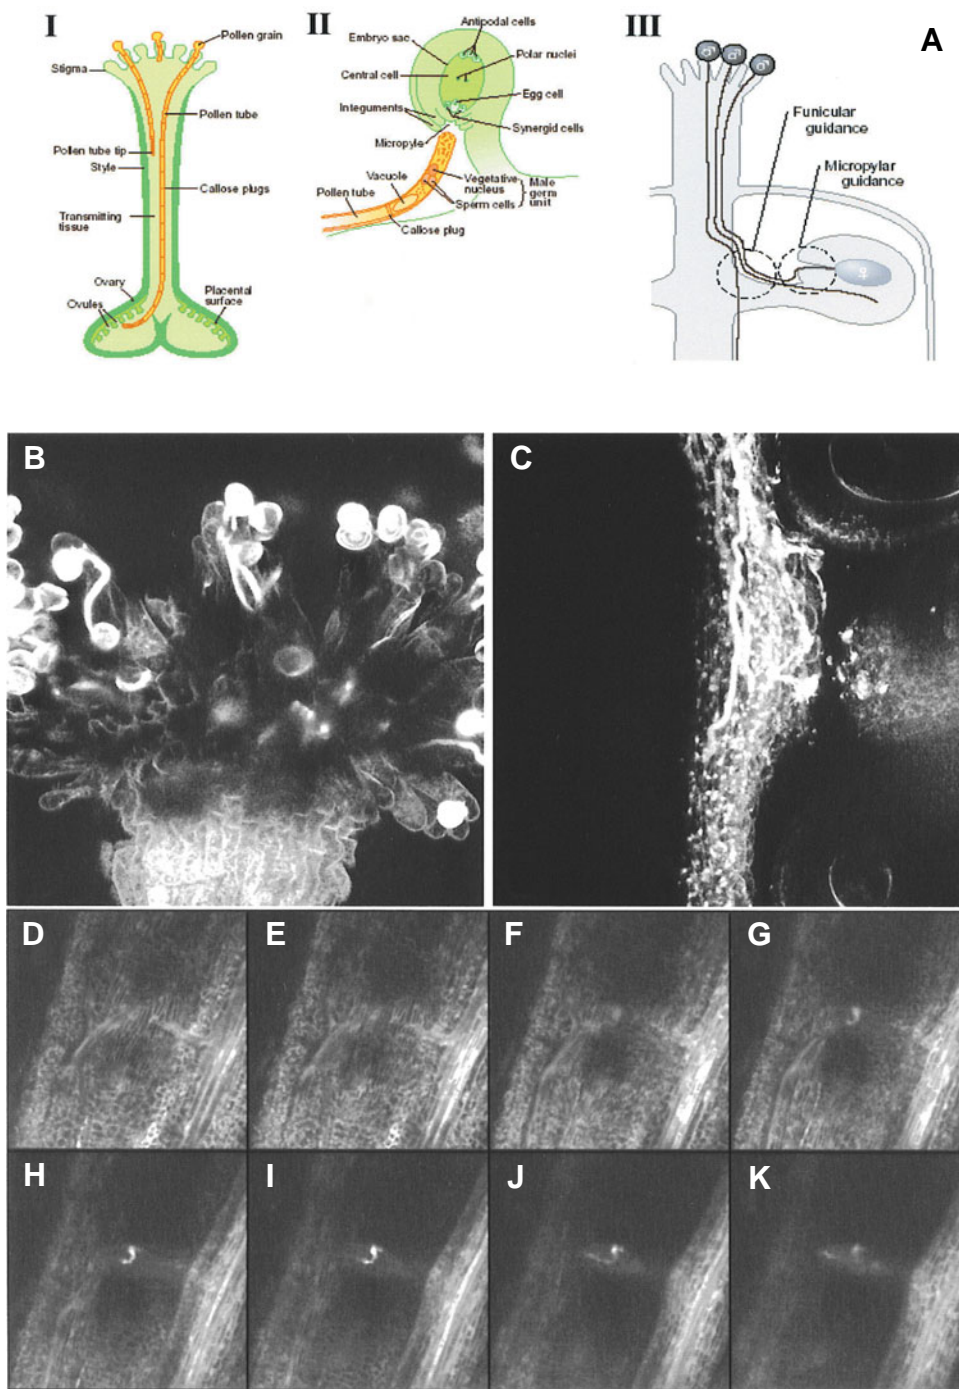 I
Pollen grain
Stigma
Pollen tube
Pollen tube tip
Style
Callose plugs
Transmitting
tissue
Ovary
Ovules
Placental
surface
II
Antipodal cells
Embryo sac
Polar nuclei
Central cell
Egg cell
Integuments
Synergid cells
Micropyle
Vacuole
Vegetative
nucleus
Male
germ
unit
Pollen tube
Sperm cells
Callose plug
III
A
Funicular
guidance
Micropylar
guidance
♂ ♂ ♂
♀
B
C
D
E
F
G
H
I
J
K